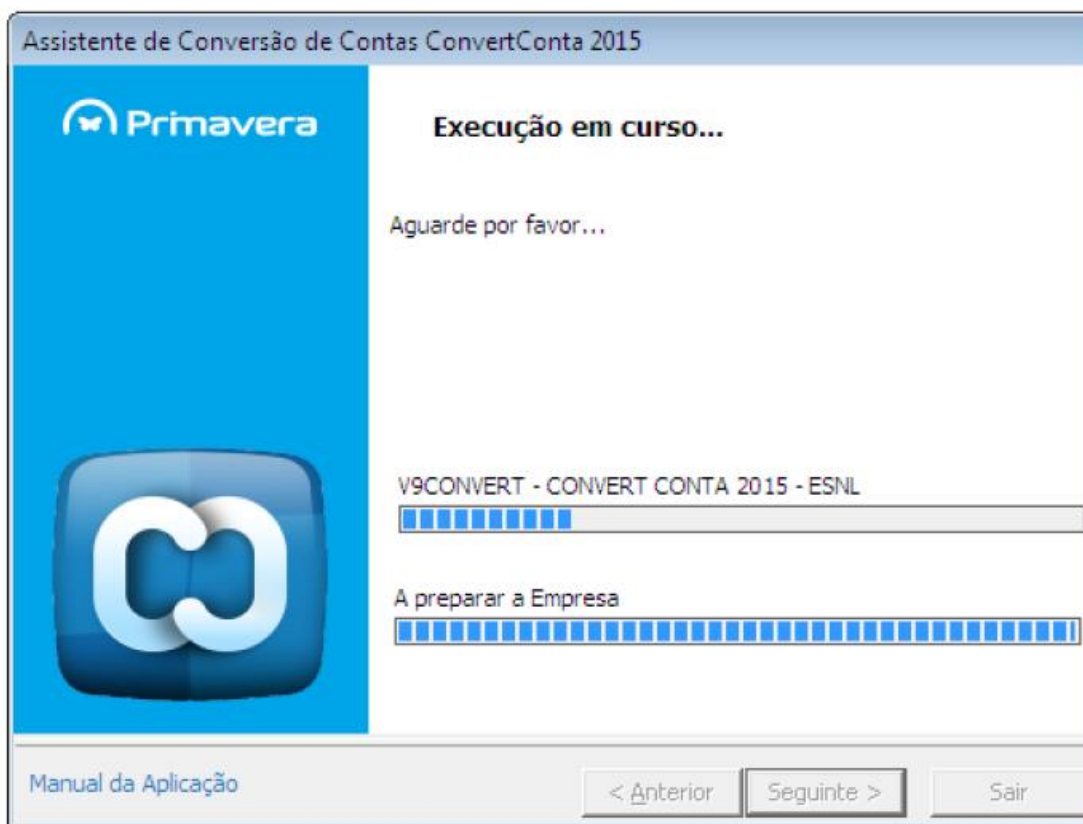 Assistente de Conversão de Contas ConvertConta 2015
Primavera
Execução em curso...
Aguarde por favor...
V9CONVERT - CONVERT CONTA 2015 - ESNL
A preparar a Empresa
Manual da Aplicação
< Anterior
Seguinte >
Sair